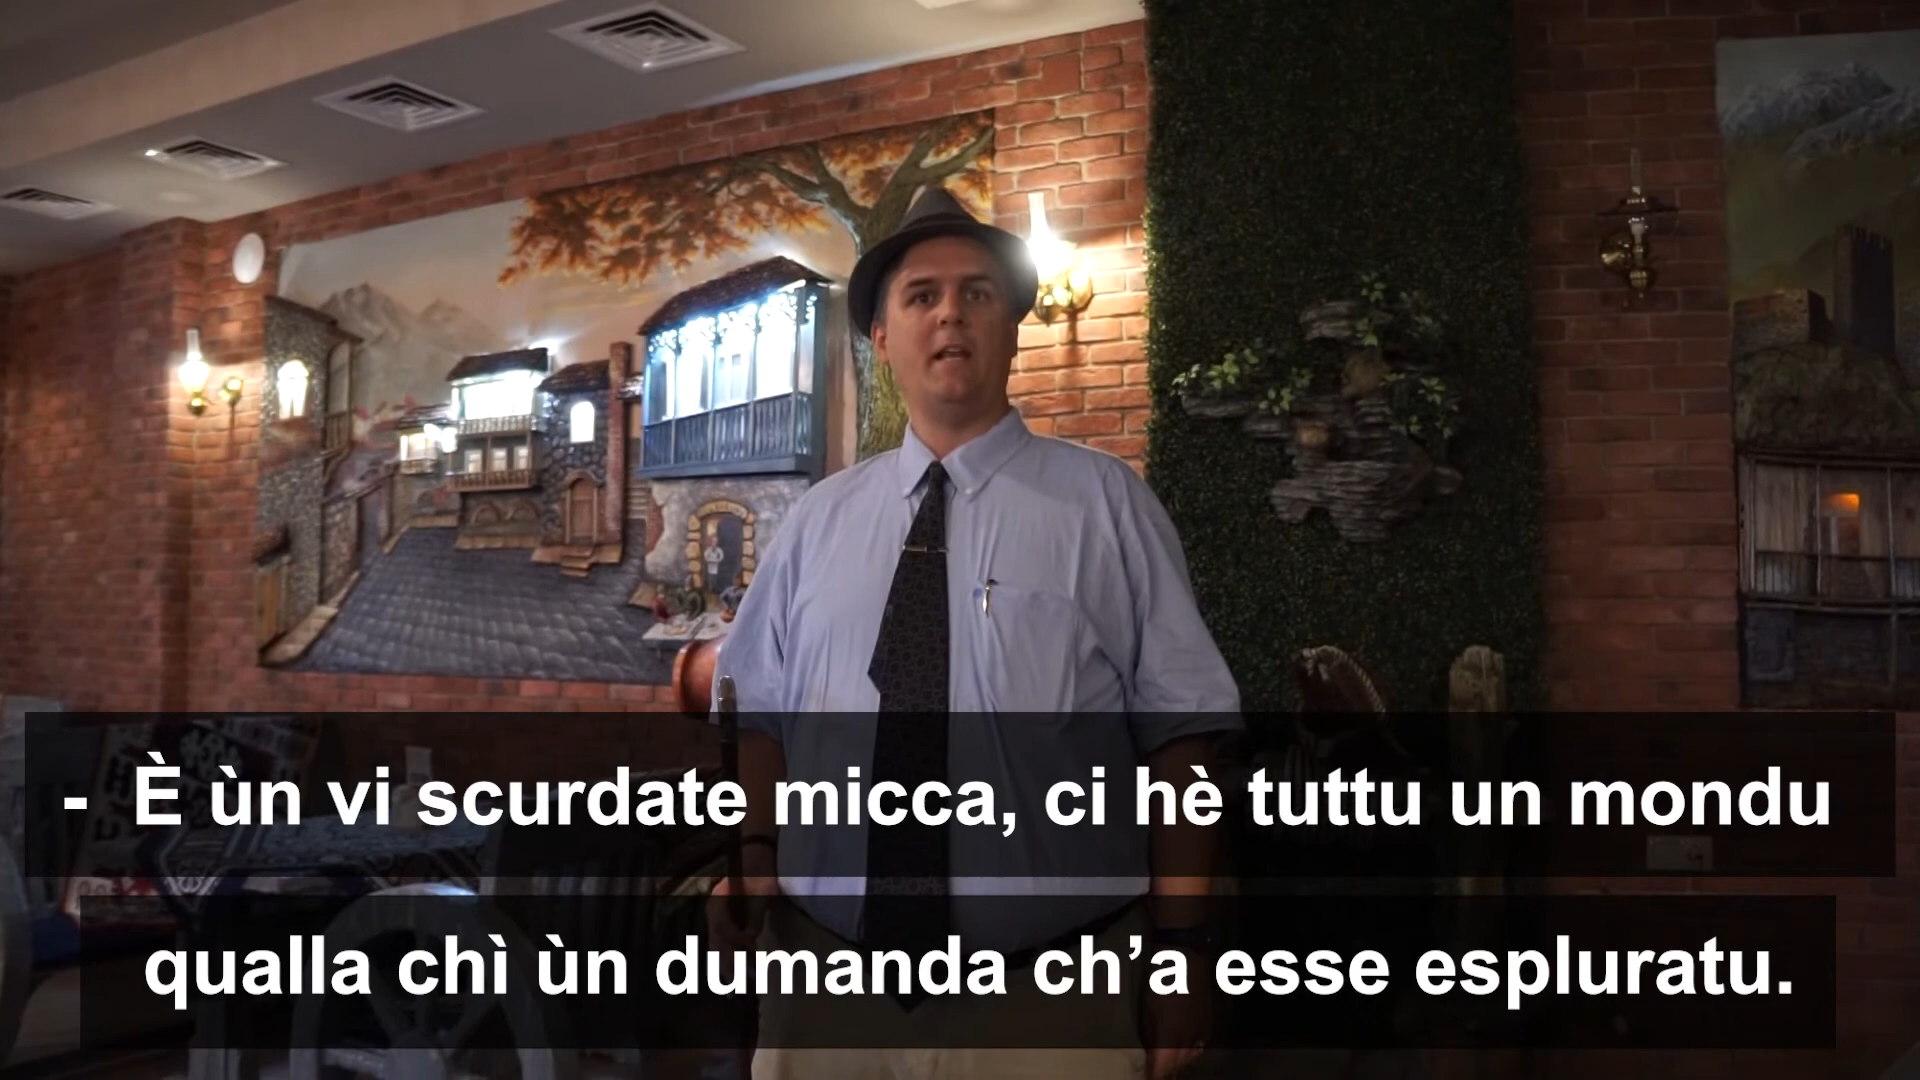 - È ùn vi scurdate micca, ci hè tuttu un mondu
qualla chì ùn dumanda ch’a esse espluratu.